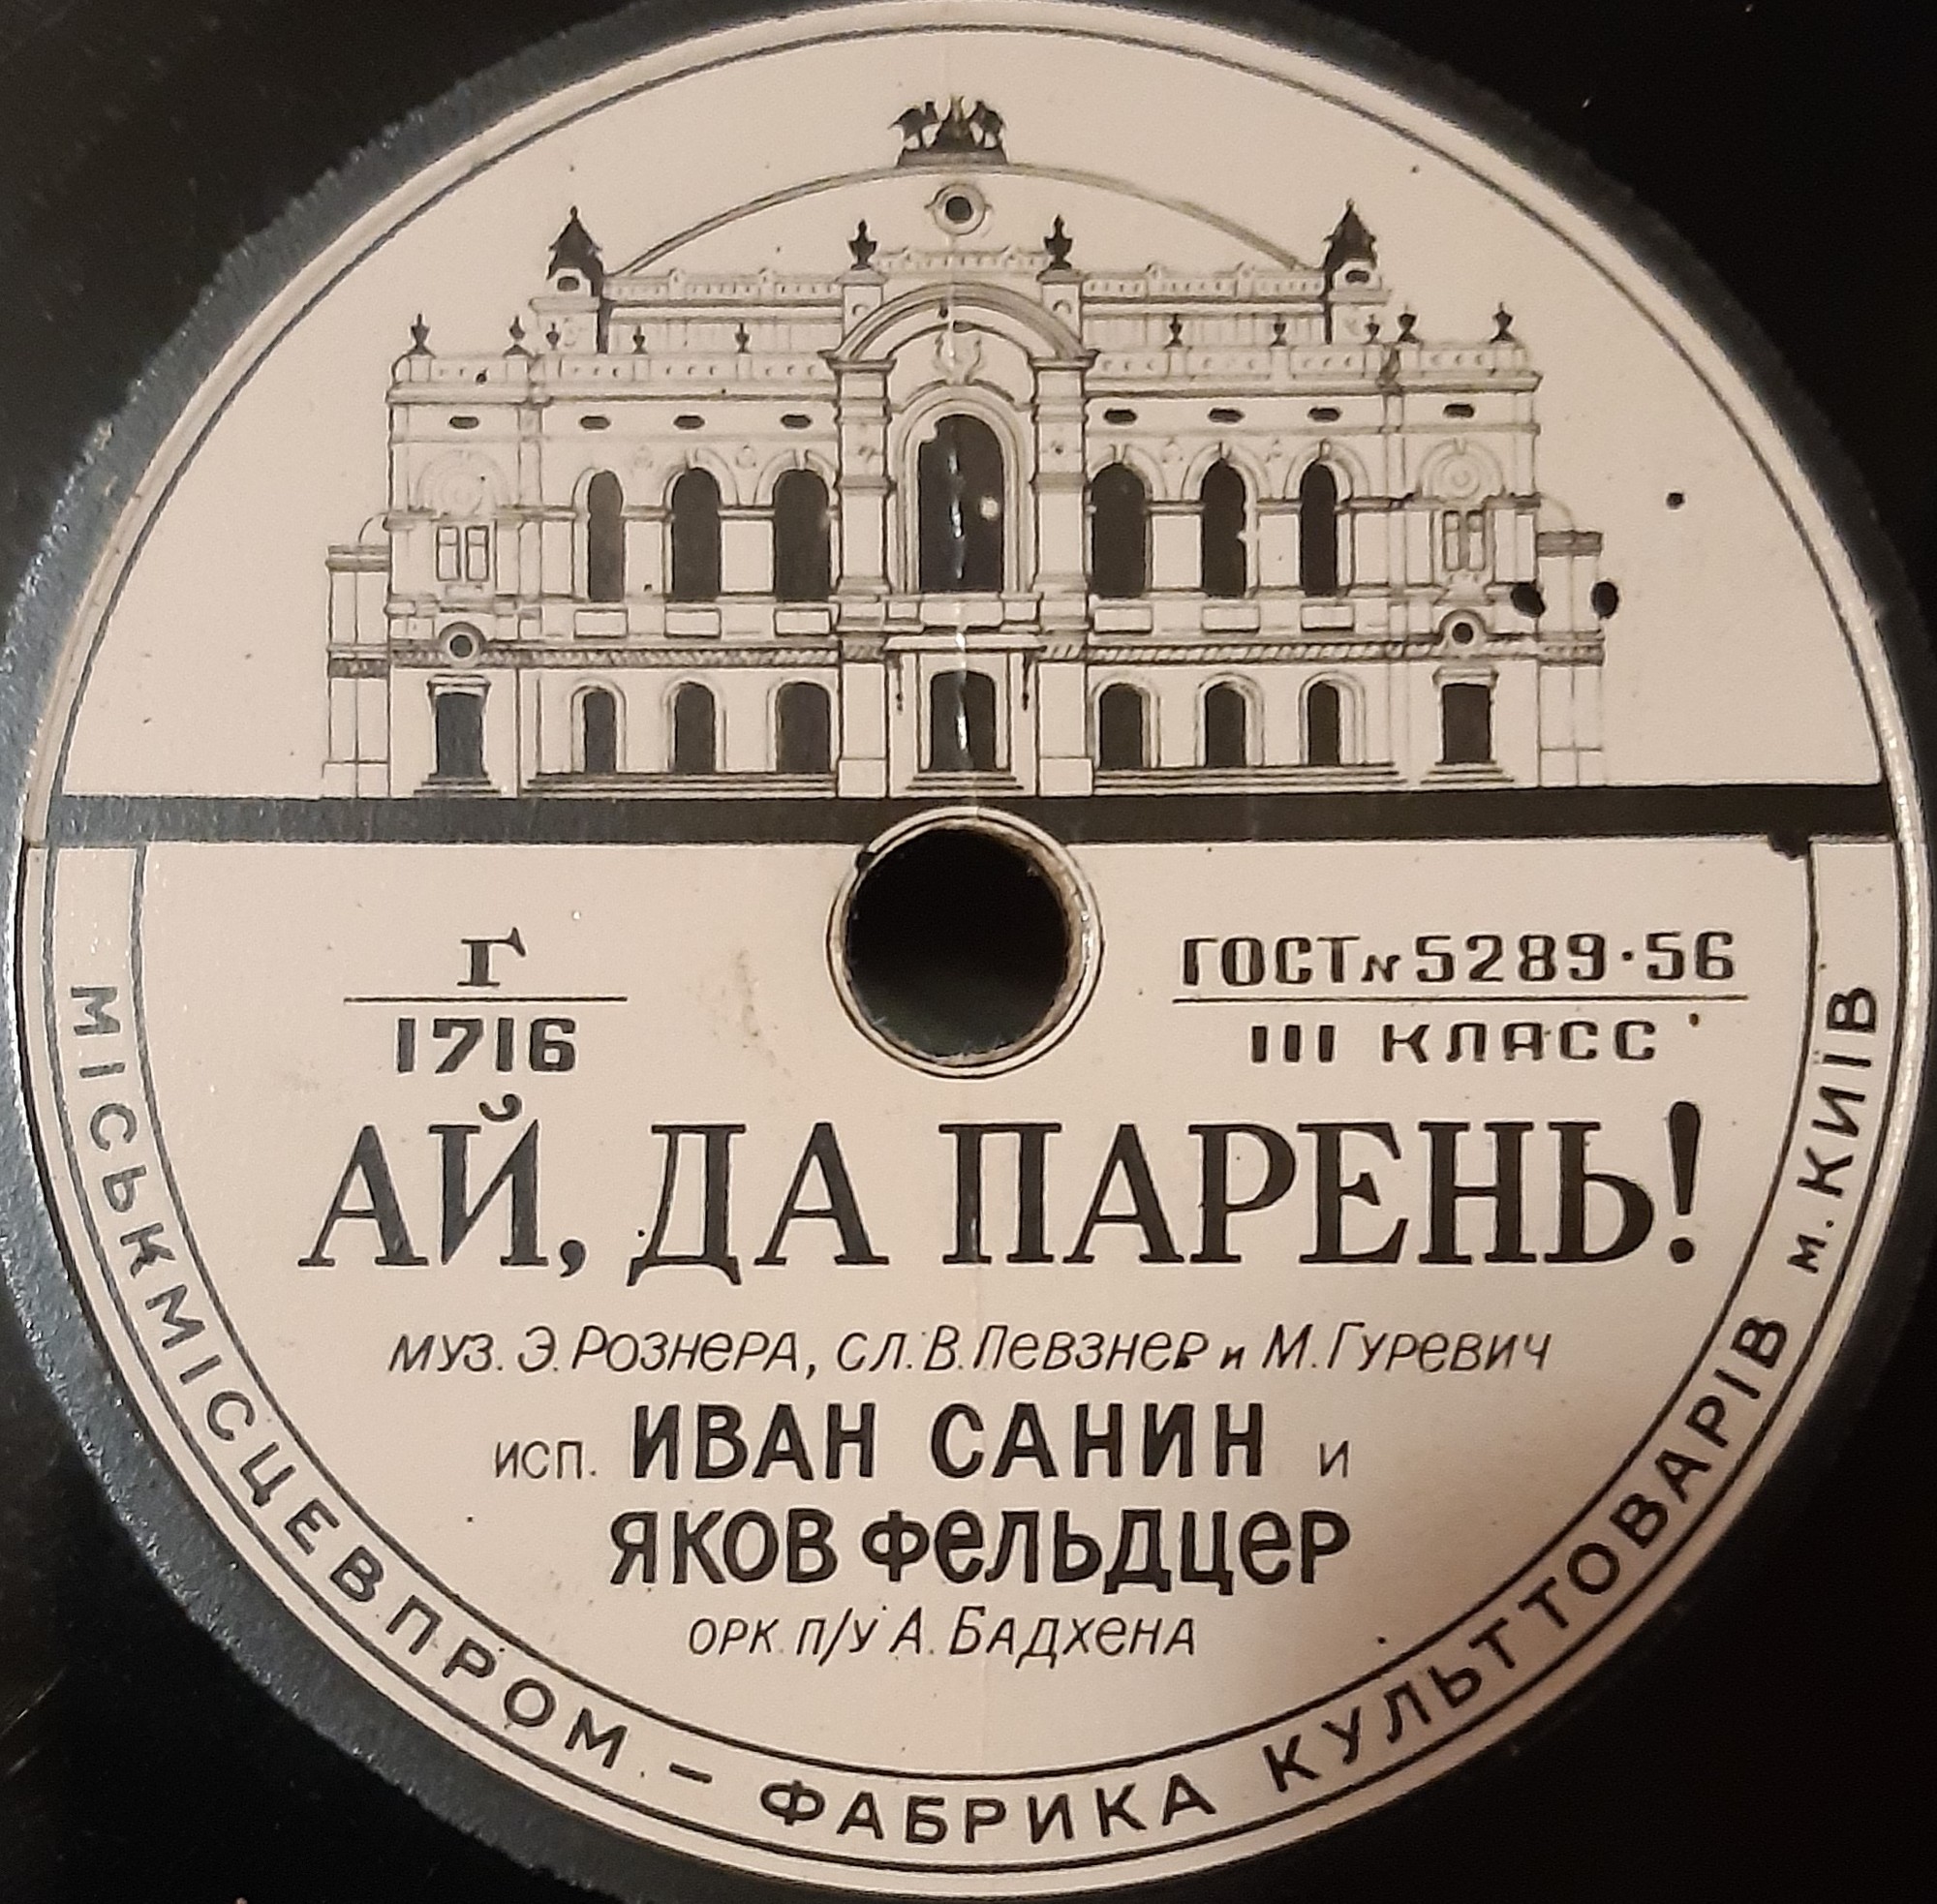 Г
1716
ГОСТ N 5289·56
III КЛАСС
АЙ, ДА ПАРЕНЬ!
МУЗ. Э. РОЗНЕРА, СЛ. В. ПЕВЗНЕР И М. ГУРЕВИЧ
ИСП. ИВАН САНИН И
ЯКОВ ФЕЛЬДЦЕР
ОРК. П/У А. БАДХЕНА
МІСЬКМІСЦЕВПРОМ. – ФАБРИКА КУЛЬТТОВАРІВ м. КИЇВ